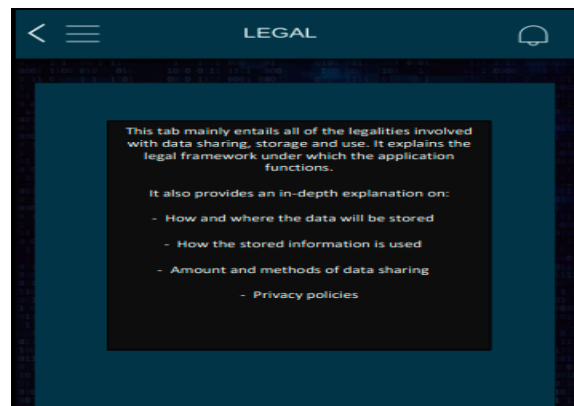 LEGAL
This tab mainly entails all of the legalities involved
with data sharing, storage and use. It explains the
legal framework under which the application
functions.
It also provides an in-depth explanation on:
- How and where the data will be stored
- How the stored information is used
- Amount and methods of data sharing
- Privacy policies